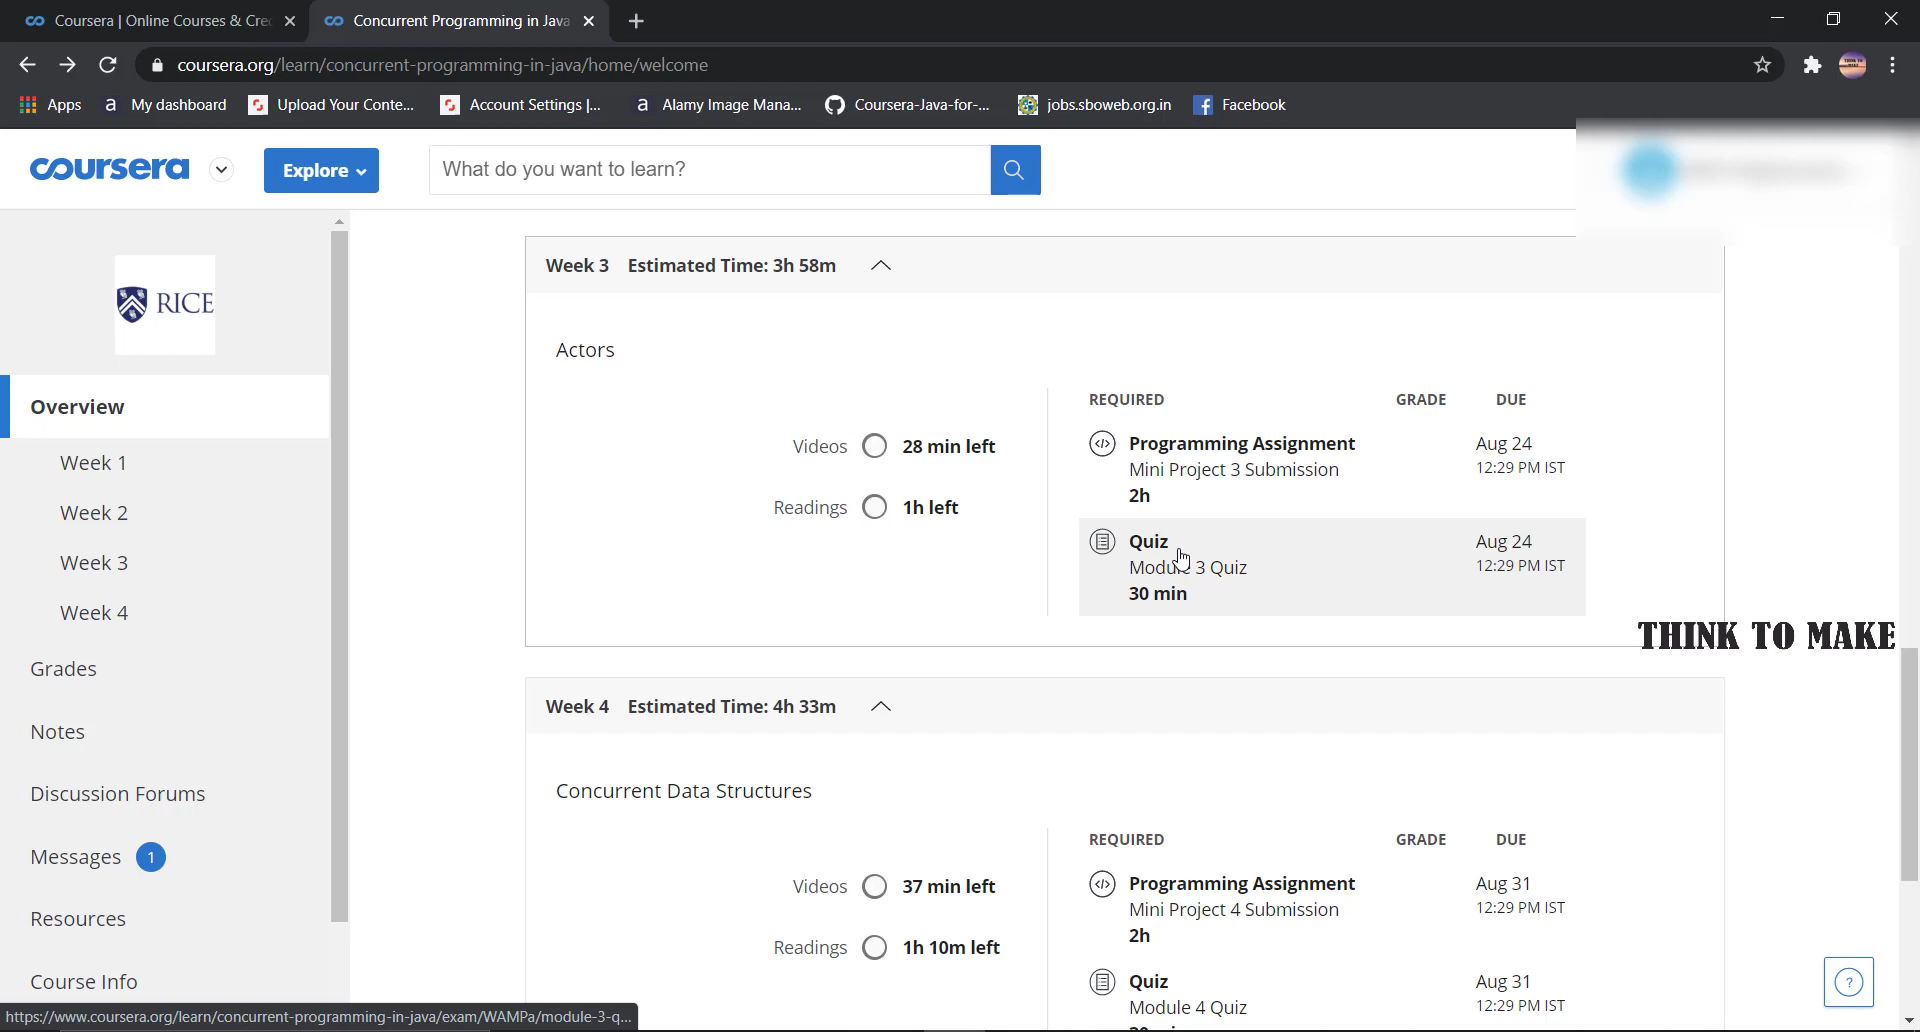 Coursera | Online Courses & Cre
Concurrent Programming in Java
coursera.org/learn/concurrent-programming-in-java/home/welcome
Apps
a My dashboard
Upload Your Conte...
Account Settings |...
a Alamy Image Mana...
Coursera-Java-for-...
jobs.sboweb.org.in
Facebook
coursera
Explore
What do you want to learn?
RICE
Overview
Week 1
Week 2
Week 3
Week 4
Grades
Notes
Discussion Forums
Messages 1
Resources
Course Info
Week 3 Estimated Time: 3h 58m
Actors
Videos 28 min left
Readings 1h left
REQUIRED GRADE DUE
Programming Assignment Aug 24
Mini Project 3 Submission 12:29 PM IST
2h
Quiz Aug 24
Module 3 Quiz 12:29 PM IST
30 min
THINK TO MAKE
Week 4 Estimated Time: 4h 33m
Concurrent Data Structures
Videos 37 min left
Readings 1h 10m left
REQUIRED GRADE DUE
Programming Assignment Aug 31
Mini Project 4 Submission 12:29 PM IST
2h
Quiz Aug 31
Module 4 Quiz 12:29 PM IST
?
https://www.coursera.org/learn/concurrent-programming-in-java/exam/WAMPa/module-3-q...